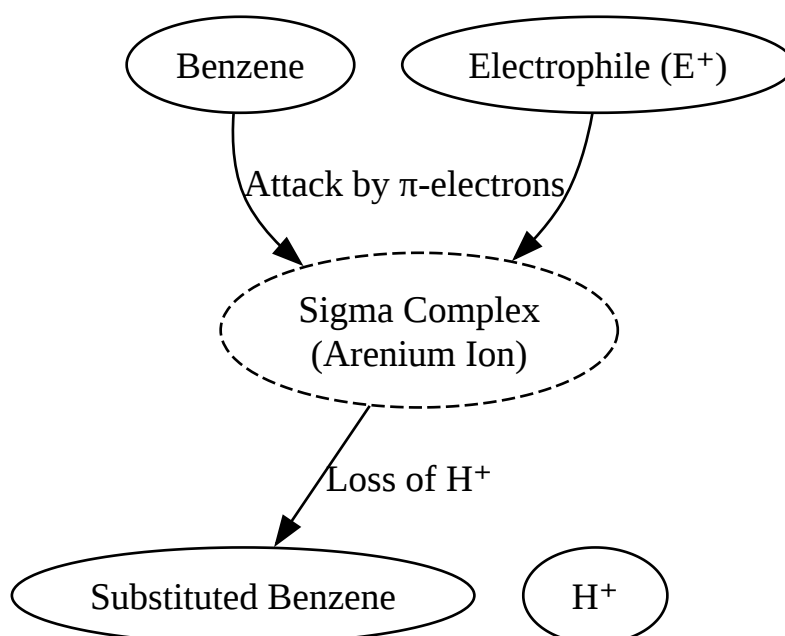 Benzene
Electrophile (E⁺)
Attack by π-electrons
Sigma Complex
(Arenium Ion)
Loss of H⁺
Substituted Benzene
H⁺